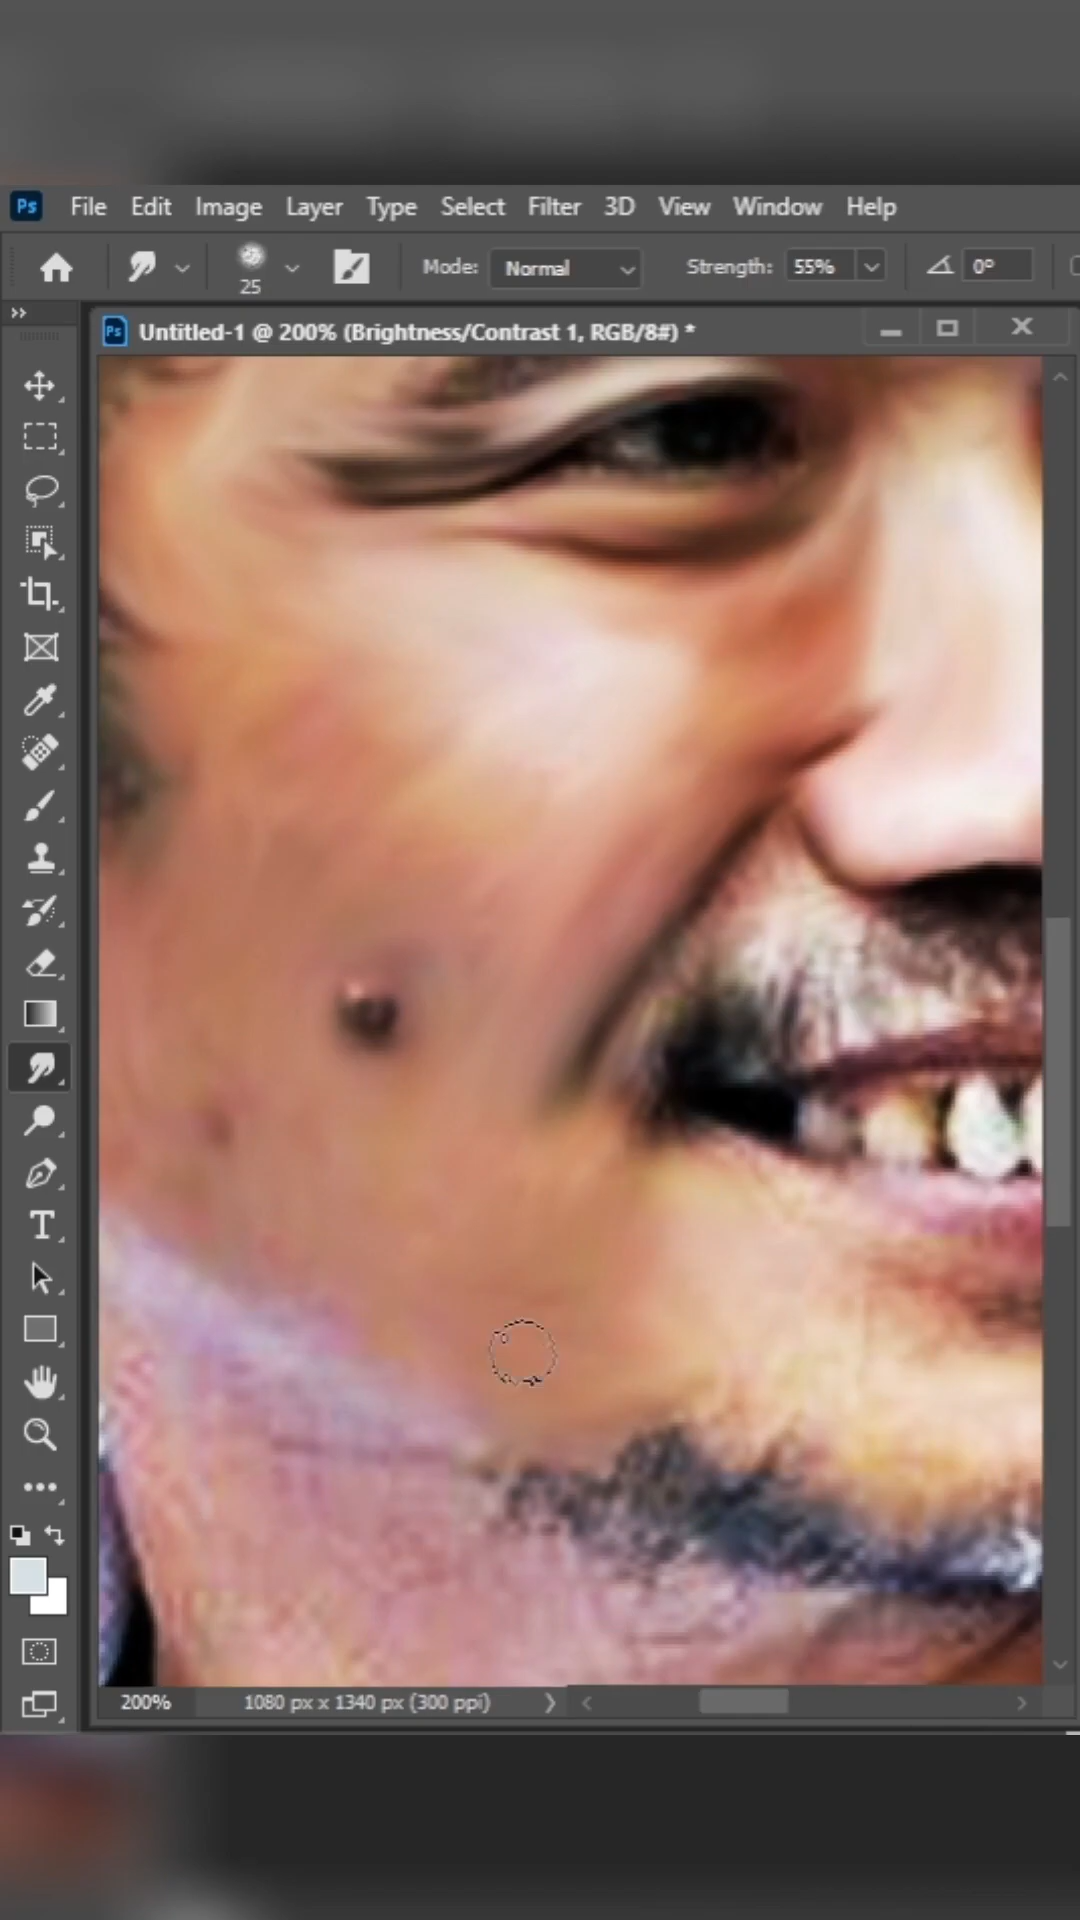 Ps File Edit Image Layer Type Select Filter 3D View Window Help
25 Mode: Normal Strength: 55% 0°
Ps Untitled-1 @ 200% (Brightness/Contrast 1, RGB/8#) *
T
200% 1080 px x 1340 px (300 ppi)